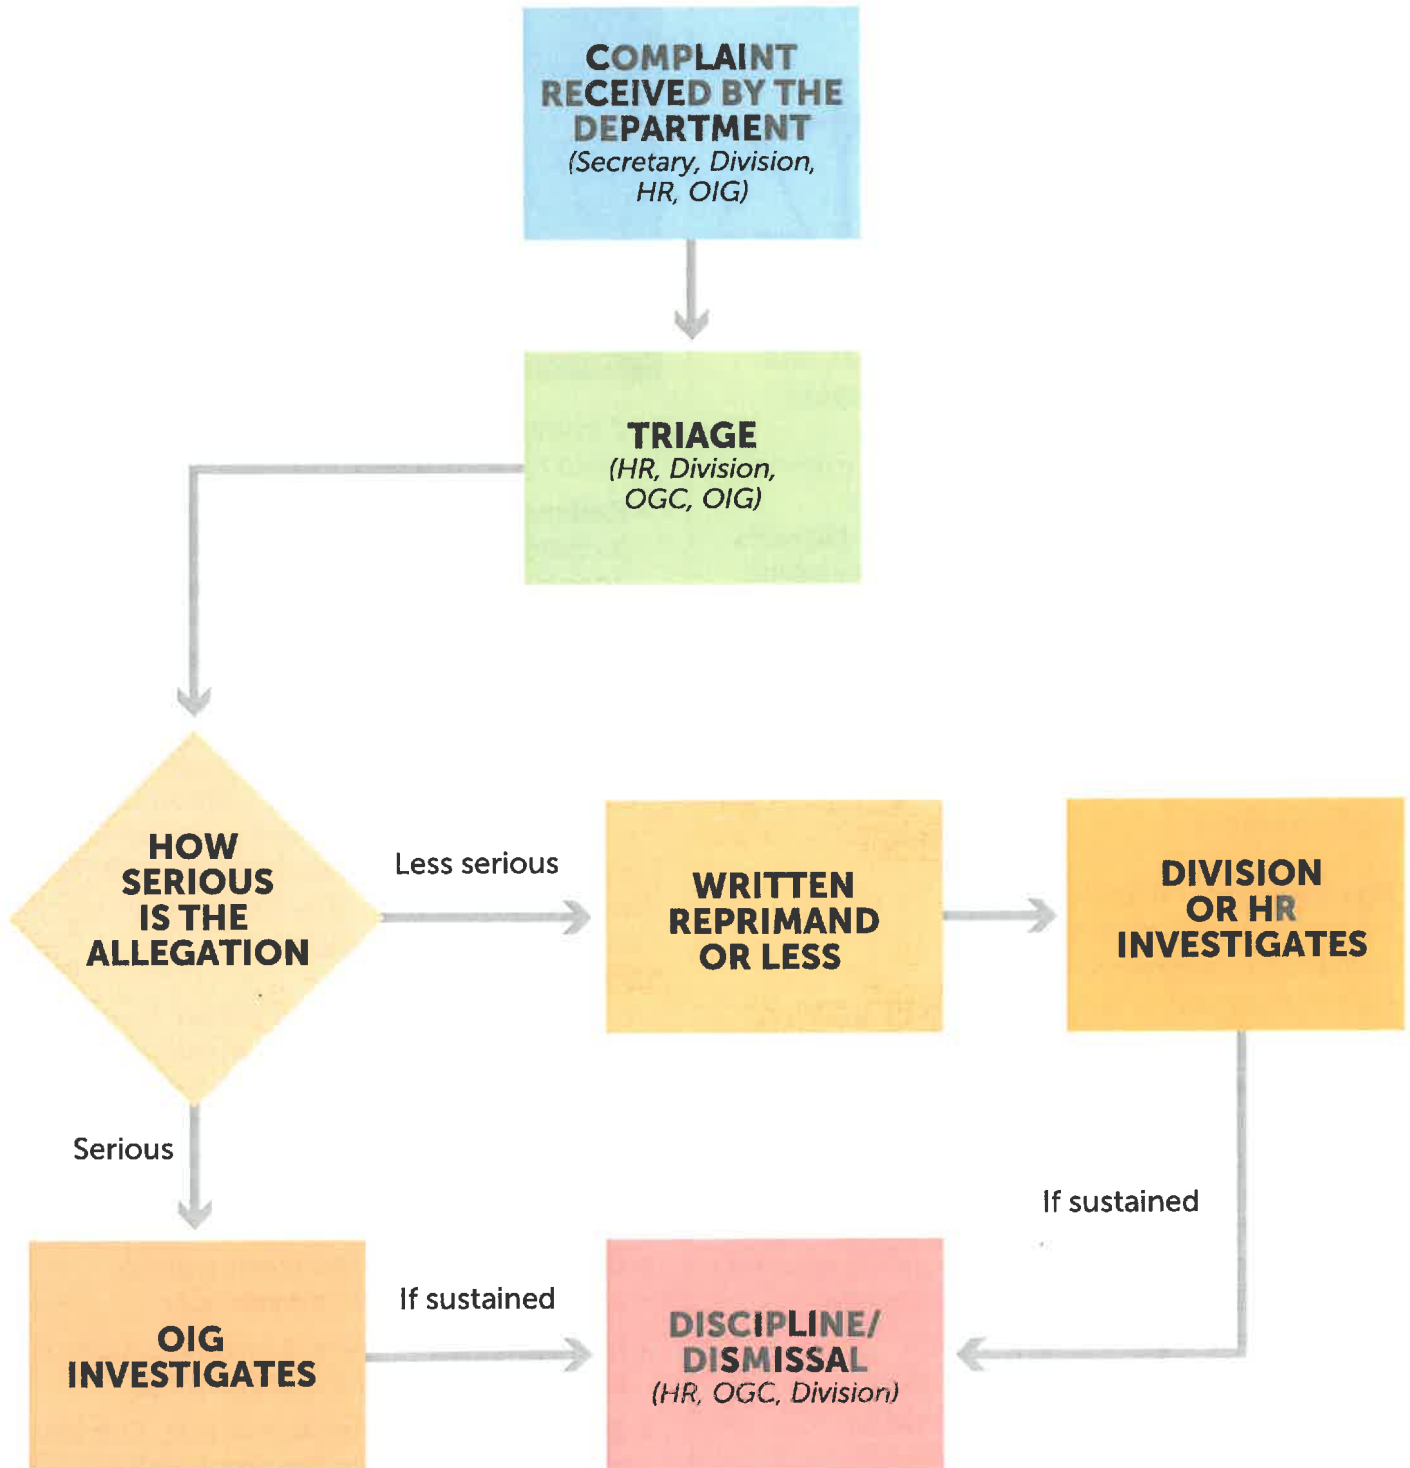 COMPLAINT
RECEIVED BY THE
DEPARTMENT
(Secretary, Division,
HR, OIG)
TRIAGE
(HR, Division,
OGC, OIG)
HOW
SERIOUS
IS THE
ALLEGATION
Less serious
WRITTEN
REPRIMAND
OR LESS
DIVISION
OR HR
INVESTIGATES
Serious
If sustained
OIG
INVESTIGATES
If sustained
DISCIPLINE/
DISMISSAL
(HR, OGC, Division)